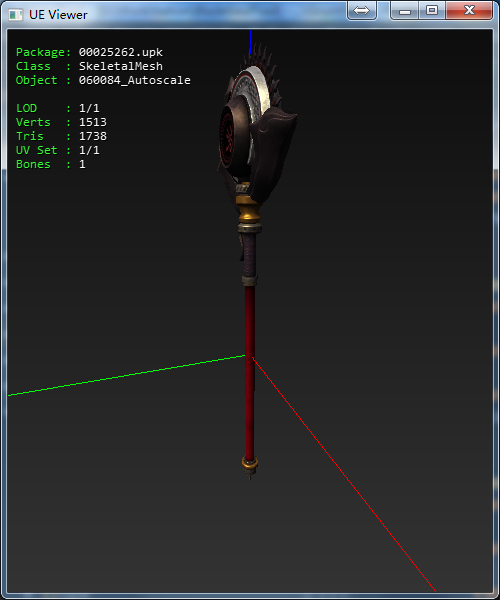 UE Viewer
Package: 00025262.upk
Class  : SkeletalMesh
Object : 060084_Autoscale
LOD    : 1/1
Verts  : 1513
Tris   : 1738
UV Set : 1/1
Bones  : 1